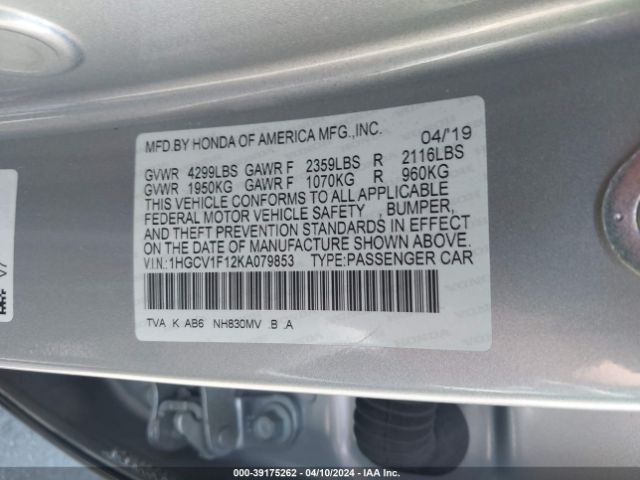 MFD.BY HONDA OF AMERICA MFG.,INC. 04/'19
GVWR 4299LBS GAWR F 2359LBS R 2116LBS
GVWR 1950KG GAWR F 1070KG R 960KG
THIS VEHICLE CONFORMS TO ALL APPLICABLE
FEDERAL MOTOR VEHICLE SAFETY , BUMPER,
AND THEFT PREVENTION STANDARDS IN EFFECT
ON THE DATE OF MANUFACTURE SHOWN ABOVE.
V.I.N.:1HGCV1F12KA079853 TYPE:PASSENGER CAR
TVA K AB6 NH830MV .B .A
000-39175262 - 04/10/2024 - IAA Inc.